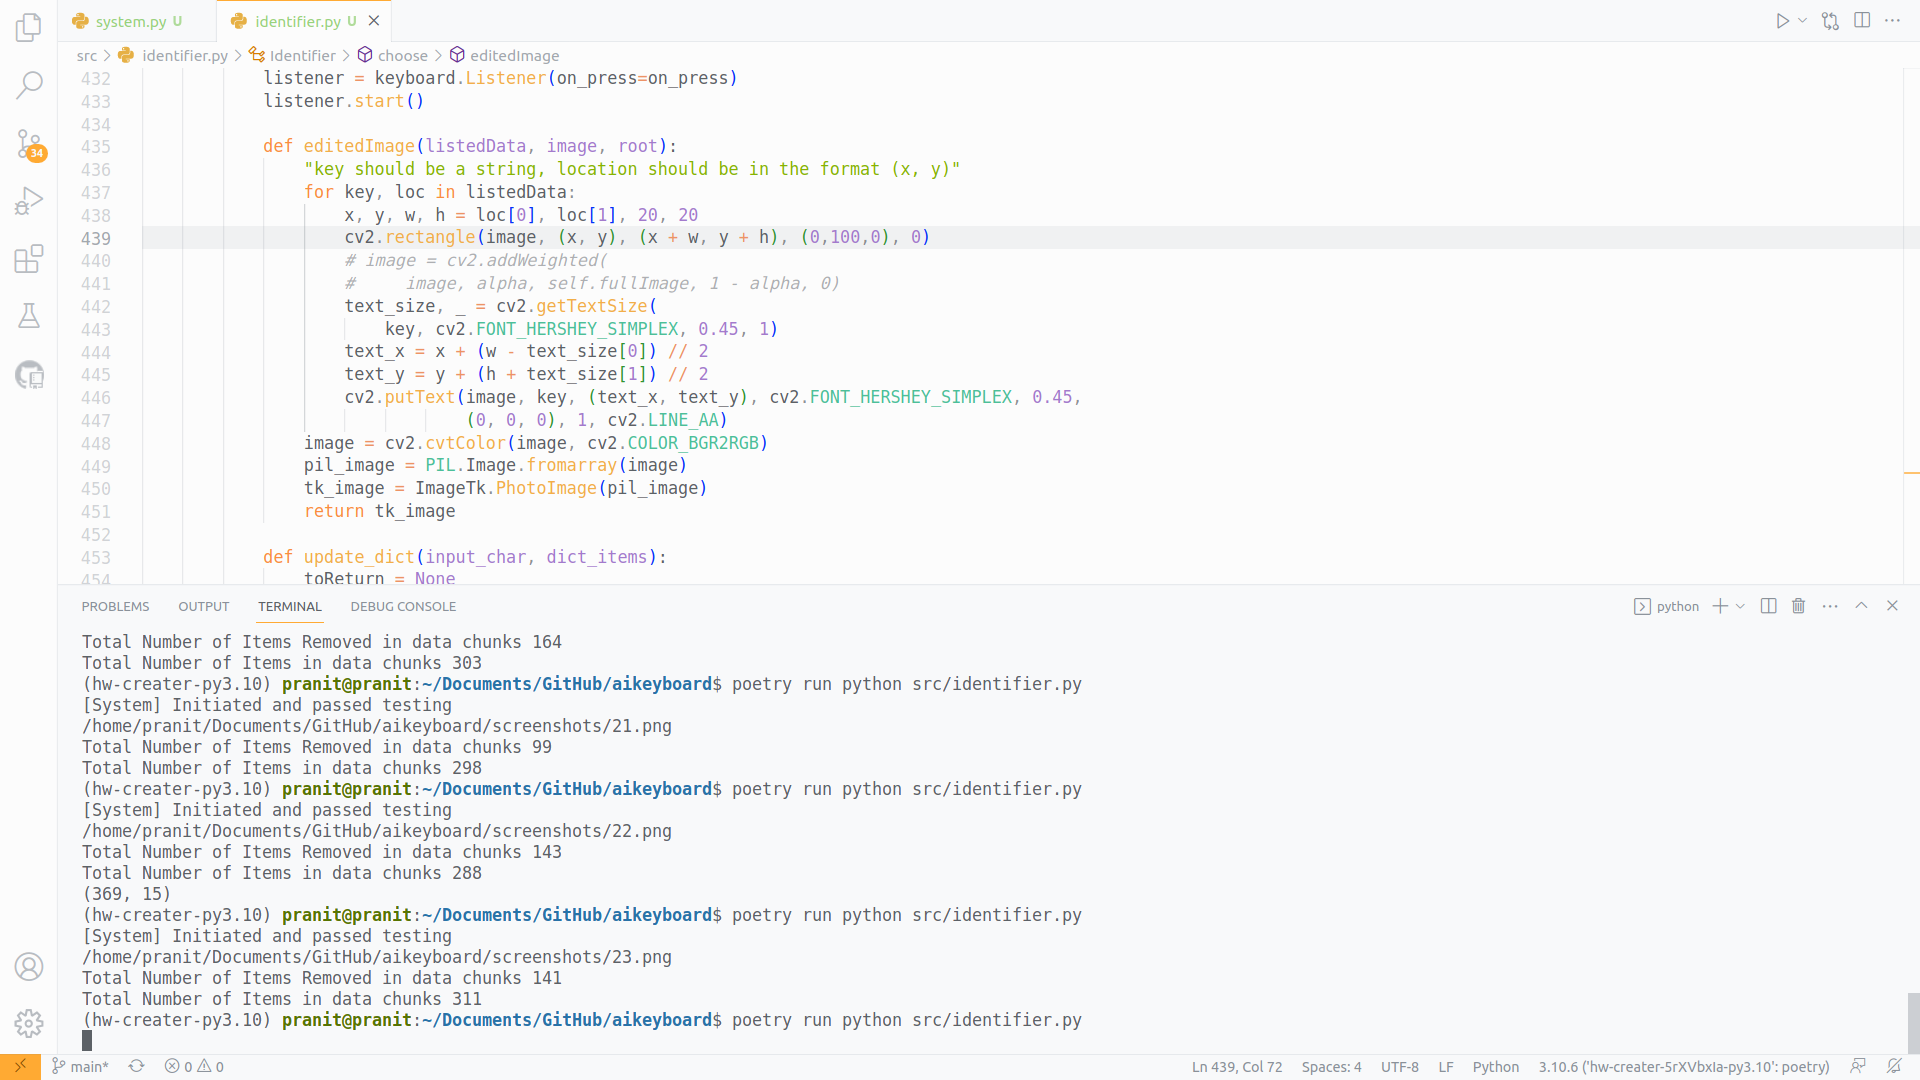 system.py U
identifier.py U
src > identifier.py > Identifier > choose > editedImage
432 listener = keyboard.Listener(on_press=on_press)
433 listener.start()
434
435 def editedImage(listedData, image, root):
436 "key should be a string, location should be in the format (x, y)"
437 for key, loc in listedData:
438 x, y, w, h = loc[0], loc[1], 20, 20
439 cv2.rectangle(image, (x, y), (x + w, y + h), (0,100,0), 0)
440 # image = cv2.addWeighted(
441 #     image, alpha, self.fullImage, 1 - alpha, 0)
442 text_size, _ = cv2.getTextSize(
443 key, cv2.FONT_HERSHEY_SIMPLEX, 0.45, 1)
444 text_x = x + (w - text_size[0]) // 2
445 text_y = y + (h + text_size[1]) // 2
446 cv2.putText(image, key, (text_x, text_y), cv2.FONT_HERSHEY_SIMPLEX, 0.45,
447 (0, 0, 0), 1, cv2.LINE_AA)
448 image = cv2.cvtColor(image, cv2.COLOR_BGR2RGB)
449 pil_image = PIL.Image.fromarray(image)
450 tk_image = ImageTk.PhotoImage(pil_image)
451 return tk_image
452
453 def update_dict(input_char, dict_items):
454 toReturn = None
34
PROBLEMS OUTPUT TERMINAL DEBUG CONSOLE
python
Total Number of Items Removed in data chunks 164
Total Number of Items in data chunks 303
(hw-creater-py3.10) pranit@pranit:~/Documents/GitHub/aikeyboard$ poetry run python src/identifier.py
[System] Initiated and passed testing
/home/pranit/Documents/GitHub/aikeyboard/screenshots/21.png
Total Number of Items Removed in data chunks 99
Total Number of Items in data chunks 298
(hw-creater-py3.10) pranit@pranit:~/Documents/GitHub/aikeyboard$ poetry run python src/identifier.py
[System] Initiated and passed testing
/home/pranit/Documents/GitHub/aikeyboard/screenshots/22.png
Total Number of Items Removed in data chunks 143
Total Number of Items in data chunks 288
(369, 15)
(hw-creater-py3.10) pranit@pranit:~/Documents/GitHub/aikeyboard$ poetry run python src/identifier.py
[System] Initiated and passed testing
/home/pranit/Documents/GitHub/aikeyboard/screenshots/23.png
Total Number of Items Removed in data chunks 141
Total Number of Items in data chunks 311
(hw-creater-py3.10) pranit@pranit:~/Documents/GitHub/aikeyboard$ poetry run python src/identifier.py
main* 0 0 Ln 439, Col 72 Spaces: 4 UTF-8 LF Python 3.10.6 ('hw-creater-5rXVbxIa-py3.10': poetry)